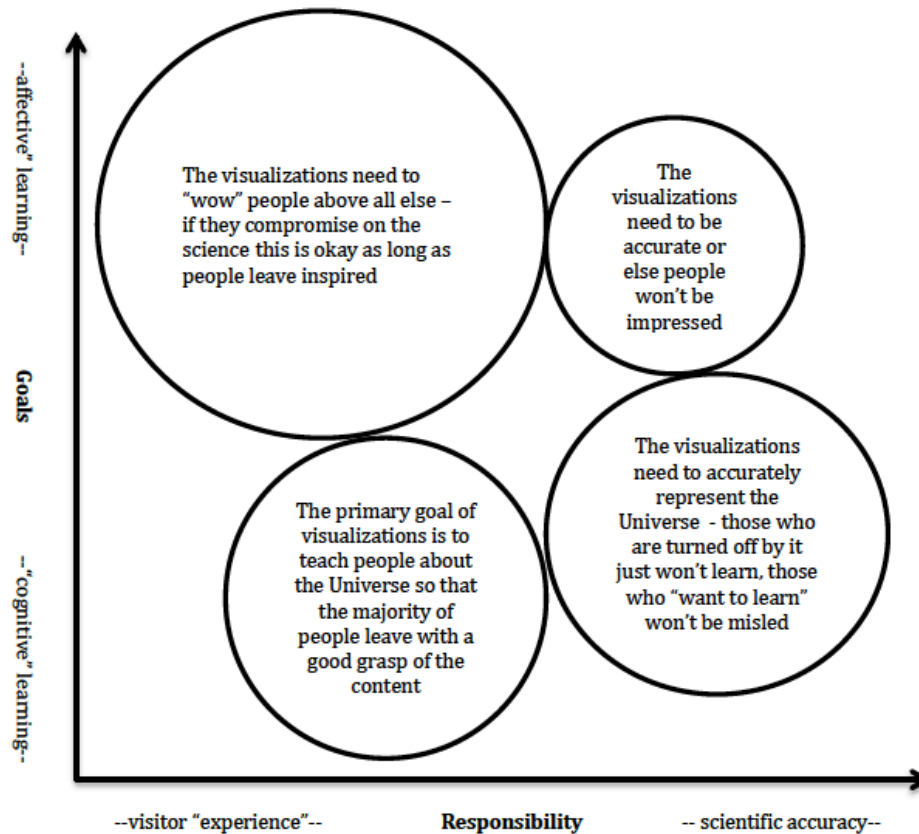 --affective" learning--
The visualizations need to
"wow" people above all else –
if they compromise on the
science this is okay as long as
people leave inspired
The
visualizations
need to be
accurate or
else people
won't be
impressed
Goals
The visualizations
need to accurately
represent the
Universe - those who
are turned off by it
just won't learn, those
who "want to learn"
won't be misled
The primary goal of
visualizations is to
teach people about
the Universe so that
the majority of
people leave with a
good grasp of the
content
--"cognitive" learning--
--visitor "experience"--
Responsibility
-- scientific accuracy--